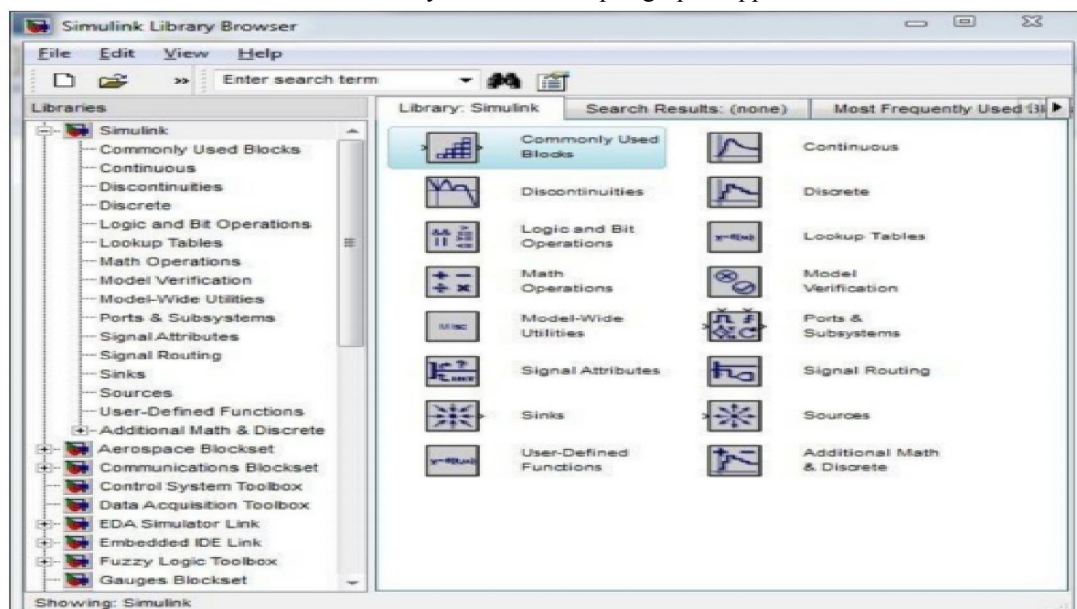 Simulink Library Browser
File Edit View Help
» Enter search term
Libraries
Library: Simulink Search Results: (none) Most Frequently Used
Simulink
Commonly Used Blocks
Continuous
Discontinuities
Discrete
Logic and Bit Operations
Lookup Tables
Math Operations
Model Verification
Model-Wide Utilities
Ports & Subsystems
Signal Attributes
Signal Routing
Sinks
Sources
User-Defined Functions
Additional Math & Discrete
Aerospace Blockset
Communications Blockset
Control System Toolbox
Data Acquisition Toolbox
EDA Simulator Link
Embedded IDE Link
Fuzzy Logic Toolbox
Gauges Blockset
Commonly Used
Blocks
Continuous
Discontinuities
Discrete
Logic and Bit
Operations
Lookup Tables
Math
Operations
Model
Verification
Misc
Model-Wide
Utilities
Ports &
Subsystems
Signal Attributes
Signal Routing
Sinks
Sources
User-Defined
Functions
Additional Math
& Discrete
Showing: Simulink